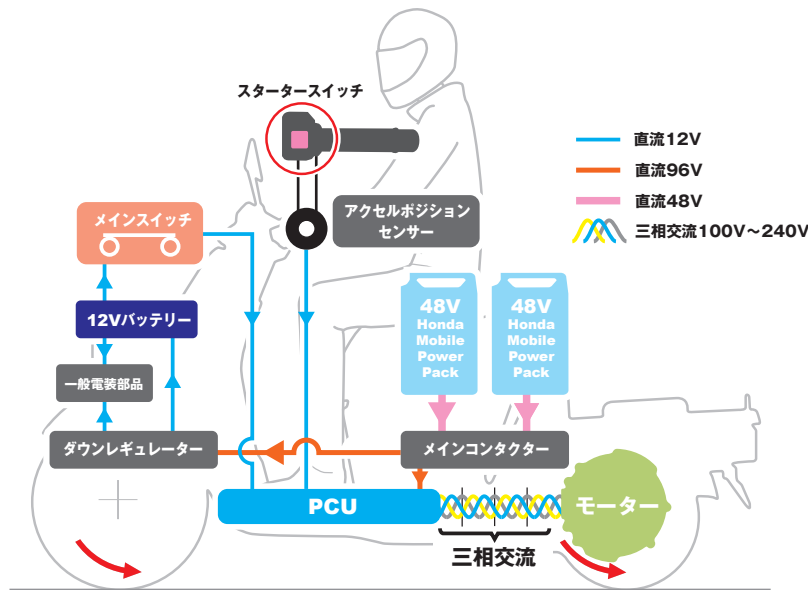 スタータースイッチ
直流12V
直流96V
直流48V
三相交流100V～240V
アクセルポジション
センサー
メインスイッチ
12Vバッテリー
一般電装部品
ダウンレギュレーター
48V
Honda
Mobile
Power
Pack
48V
Honda
Mobile
Power
Pack
メインコンタクター
PCU
モーター
三相交流